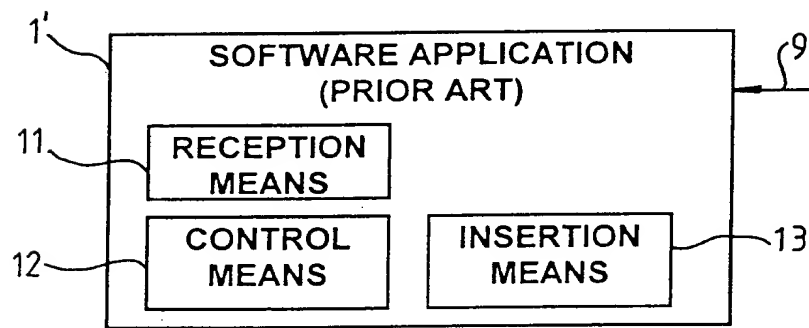 1'
SOFTWARE APPLICATION
(PRIOR ART)
9
11
RECEPTION
MEANS
12
CONTROL
MEANS
INSERTION
MEANS
13